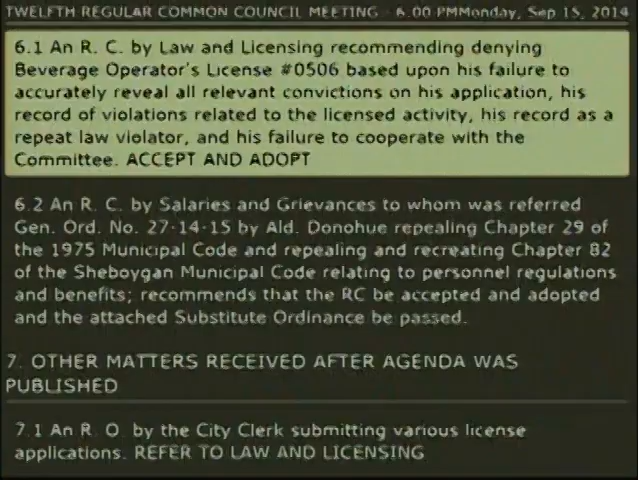 TWELFTH REGULAR COMMON COUNCIL MEETING - 6:00 PMMonday, Sep 15, 2014
6.1 An R. C. by Law and Licensing recommending denying
Beverage Operator's License #0506 based upon his failure to
accurately reveal all relevant convictions on his application, his
record of violations related to the licensed activity, his record as a
repeat law violator, and his failure to cooperate with the
Committee. ACCEPT AND ADOPT
6.2 An R. C. by Salaries and Grievances to whom was referred
Gen. Ord. No. 27-14-15 by Ald. Donohue repealing Chapter 29 of
the 1975 Municipal Code and repealing and recreating Chapter 82
of the Sheboygan Municipal Code relating to personnel regulations
and benefits; recommends that the RC be accepted and adopted
and the attached Substitute Ordinance be passed.
7. OTHER MATTERS RECEIVED AFTER AGENDA WAS
PUBLISHED
7.1 An R. O. by the City Clerk submitting various license
applications. REFER TO LAW AND LICENSING